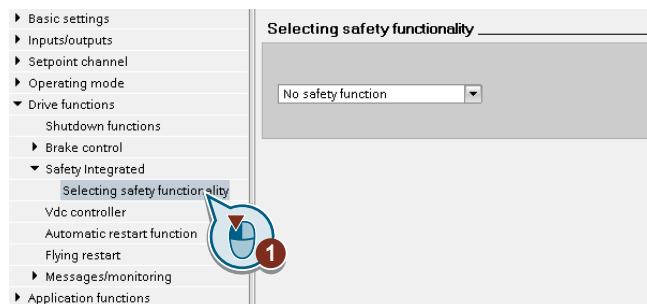 Basic settings
Inputs/outputs
Setpoint channel
Operating mode
Drive functions
Shutdown functions
Brake control
Safety Integrated
Selecting safety functionality
Vdc controller
Automatic restart function
Flying restart
Messages/monitoring
Application functions
Selecting safety functionality
No safety function
1